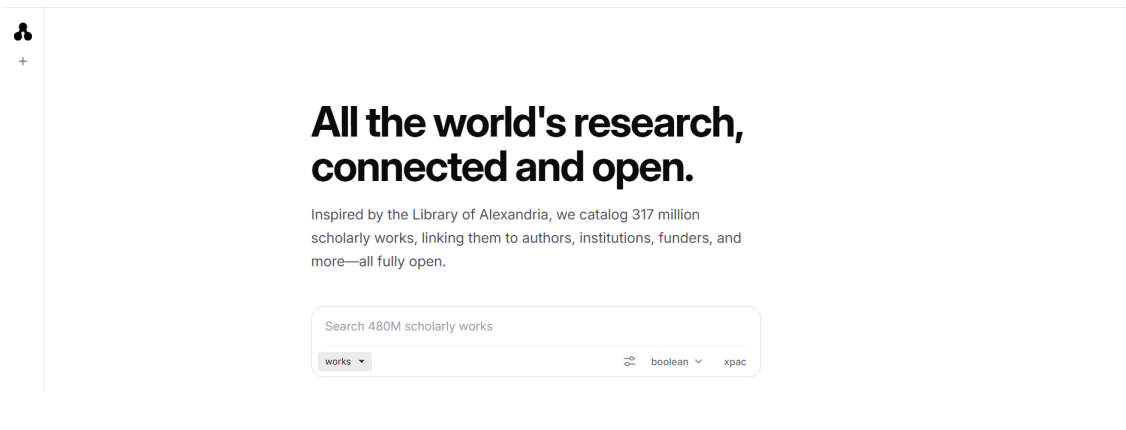 All the world's research,
connected and open.
Inspired by the Library of Alexandria, we catalog 317 million
scholarly works, linking them to authors, institutions, funders, and
more—all fully open.
Search 480M scholarly works
works
boolean
xpac